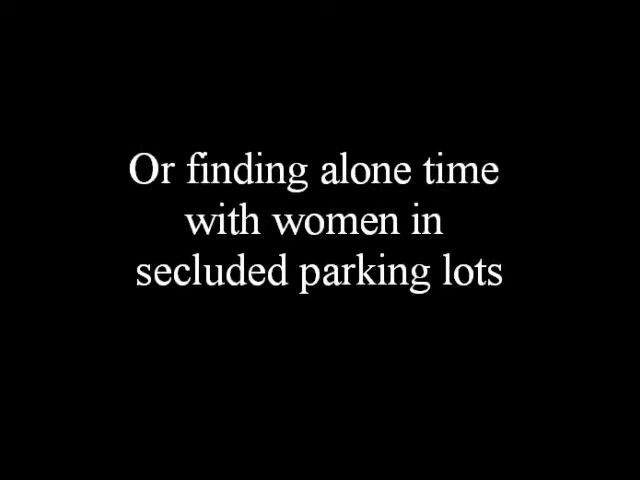 Or finding alone time
with women in
secluded parking lots